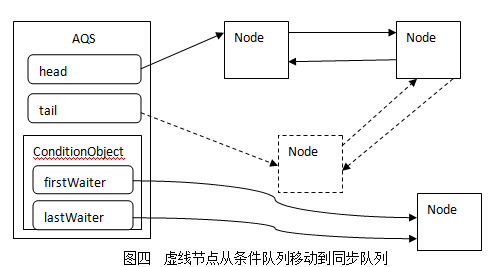 AQS
head
tail
ConditionObject
firstWaiter
lastWaiter
Node
Node
Node
Node
图四 虚线节点从条件队列移动到同步队列